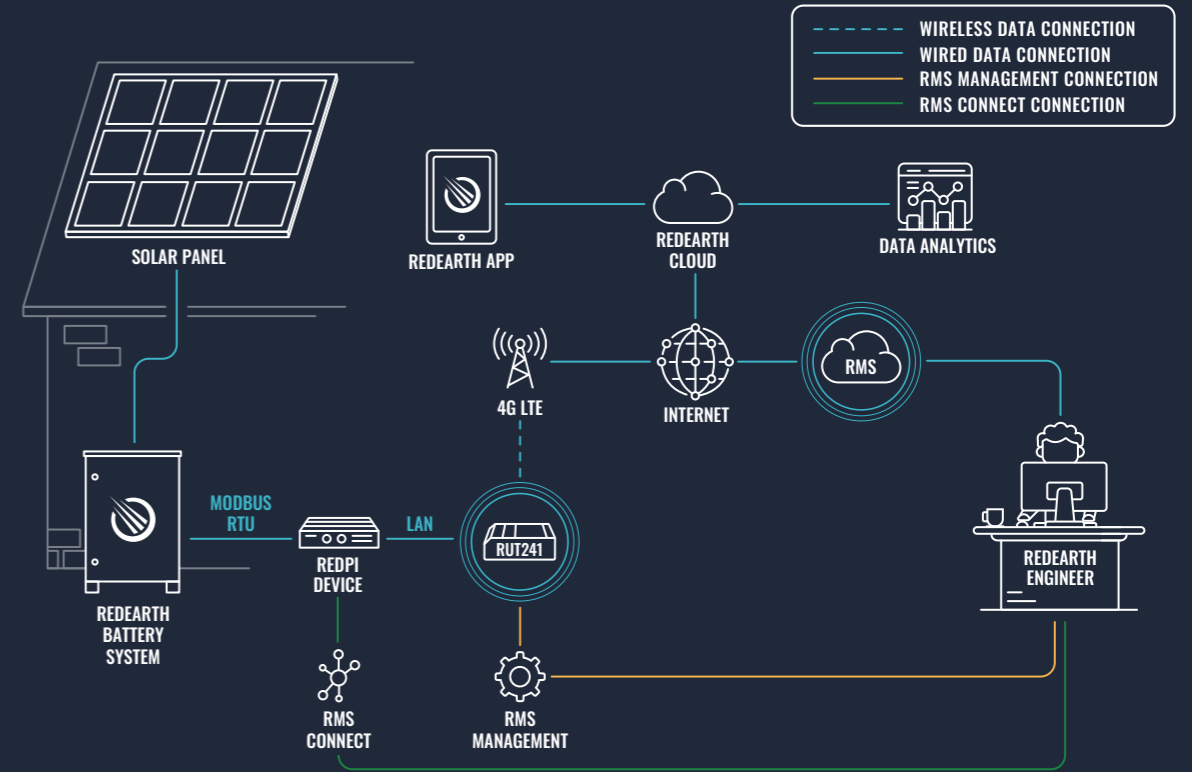 WIRELESS DATA CONNECTION
WIRED DATA CONNECTION
RMS MANAGEMENT CONNECTION
RMS CONNECT CONNECTION
SOLAR PANEL
REDEARTH APP
REDEARTH
CLOUD
DATA ANALYTICS
4G LTE
INTERNET
RMS
MODBUS
RTU
LAN
RUT241
REDPI
DEVICE
REDEARTH
ENGINEER
REDEARTH
BATTERY
SYSTEM
RMS
CONNECT
RMS
MANAGEMENT